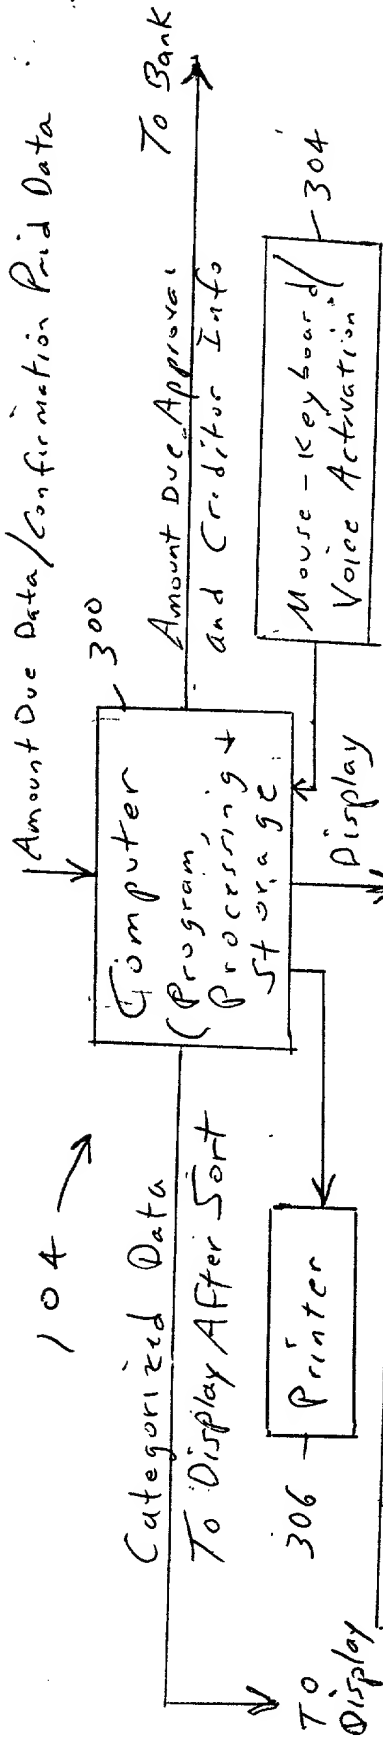 Amount Due Data/Confirmation Paid Data
104
300
Computer
(Program,
Processing +
Storage
Categorized Data
To Display After Sort
Amount Due Approval
and Creditor Info
To Bank
306
Printer
Display
Mouse-Keyboard/
Voice Activation
304
To
Display